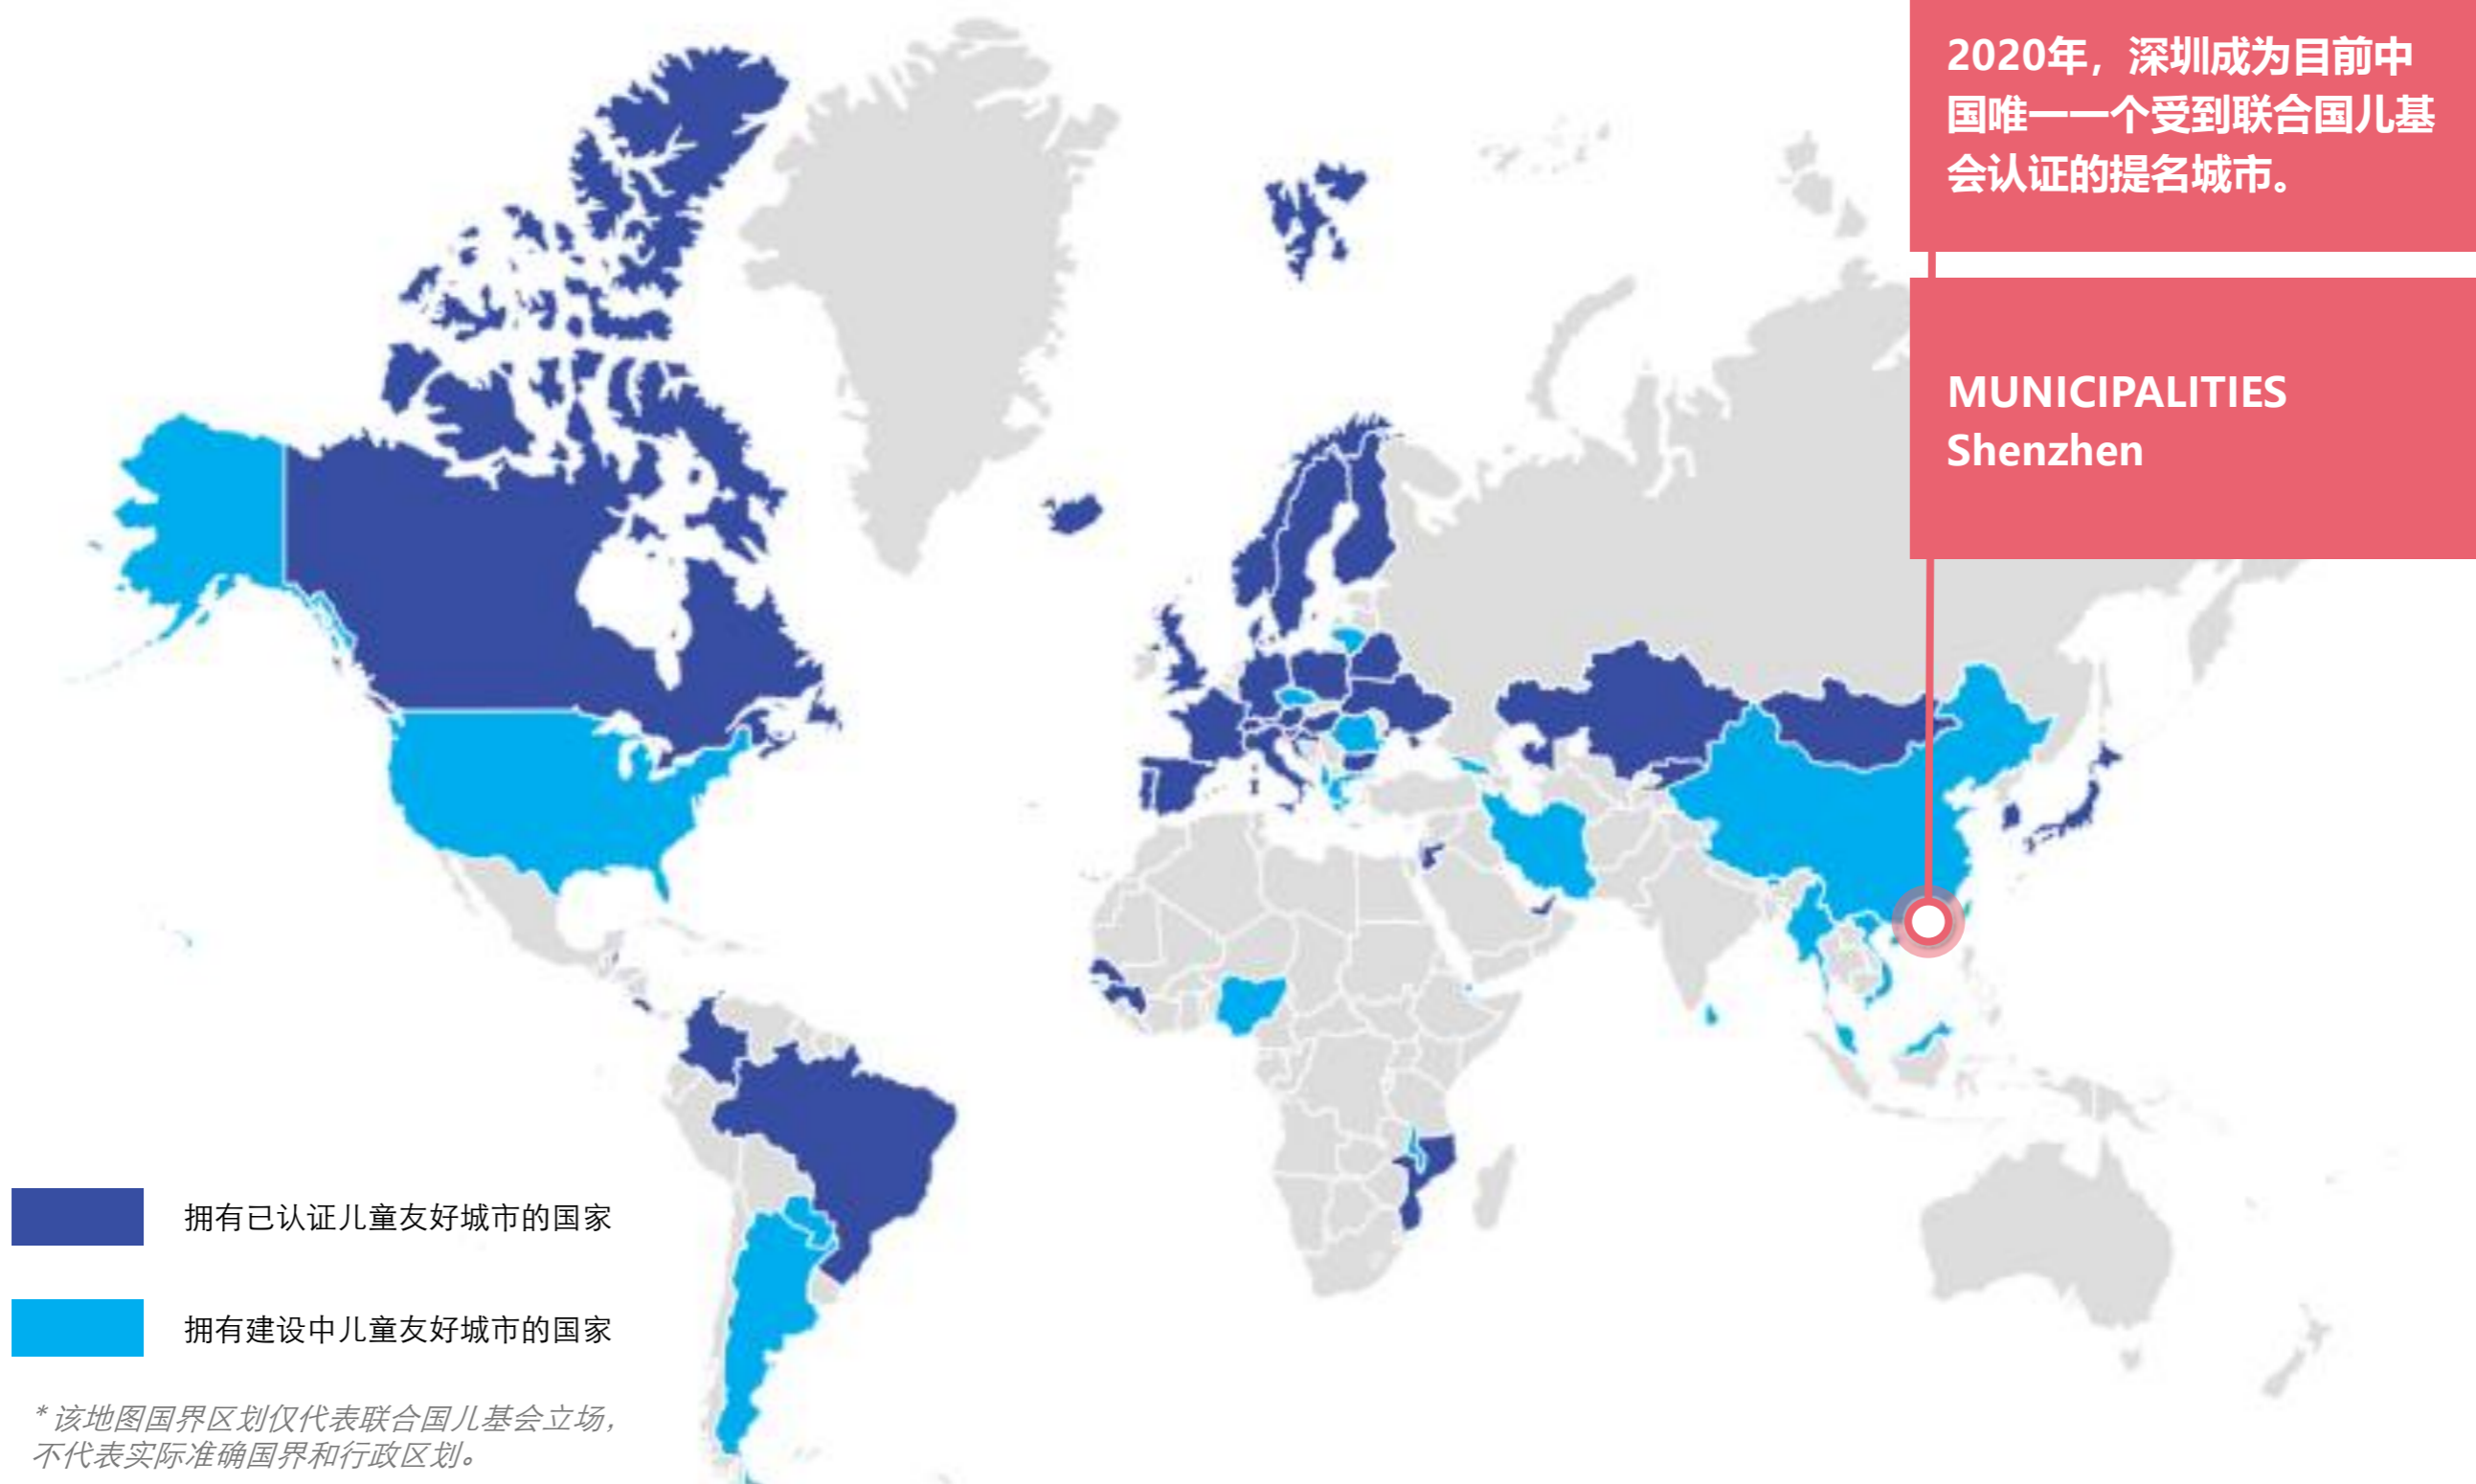 2020年，深圳成为目前中
国唯一一个受到联合国儿基
会认证的提名城市。
MUNICIPALITIES
Shenzhen
拥有已认证儿童友好城市的国家
拥有建设中儿童友好城市的国家
*该地图国界区划仅代表联合国儿基会立场，
不代表实际准确国界和行政区划。